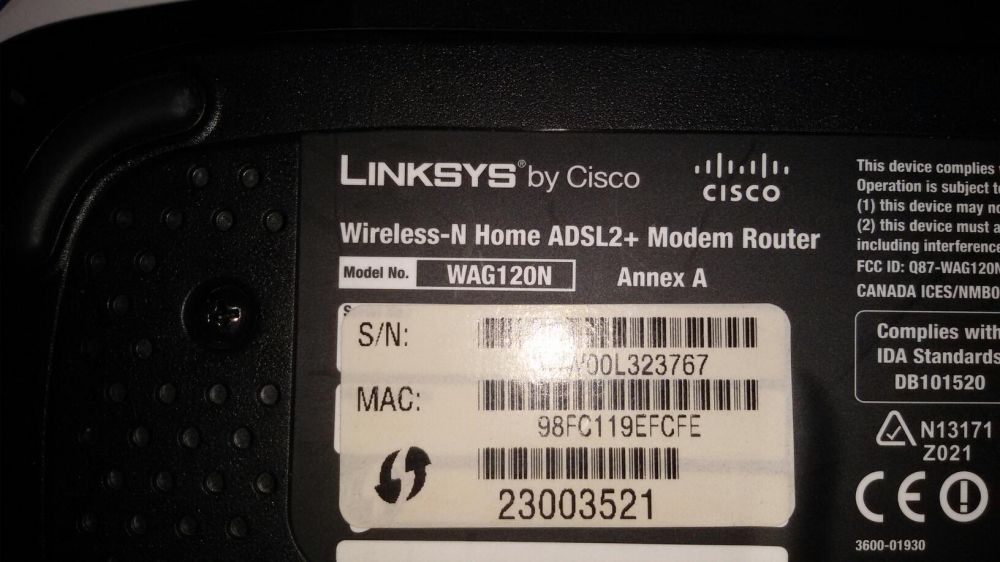 LINKSYS® by Cisco
CISCO
Wireless-N Home ADSL2+ Modem Router
Model No. WAG120N Annex A
S/N:
00L323767
MAC:
98FC119EFCFE
23003521
This device complies
Operation is subject
(1) this device may
(2) this device must
including interference
FCC ID: Q87-WAG120N
CANADA ICES/NMB0
Complies with
IDA Standards
DB101520
N13171
Z021
CE
3600-01930